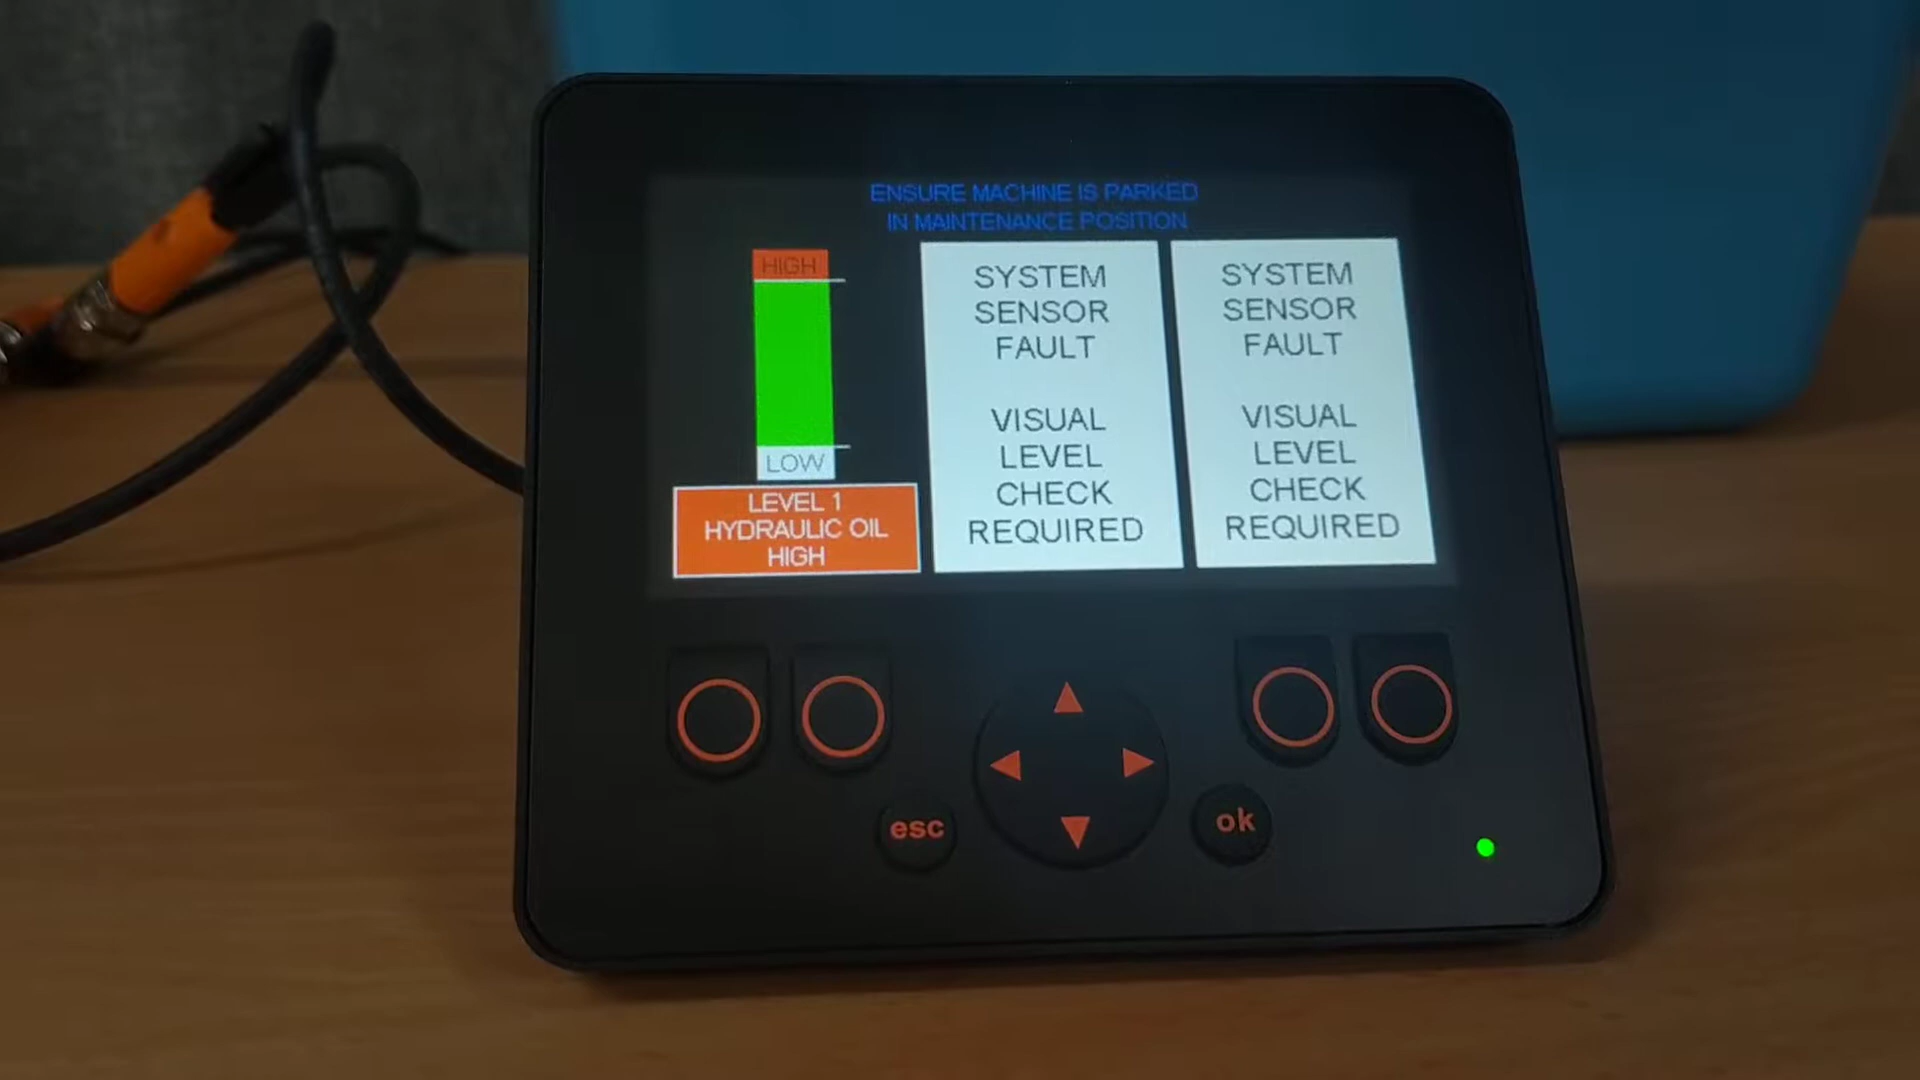 ENSURE MACHINE IS PARKED
IN MAINTENANCE POSITION
HIGH
LOW
LEVEL 1
HYDRAULIC OIL
HIGH
SYSTEM
SENSOR
FAULT
VISUAL
LEVEL
CHECK
REQUIRED
SYSTEM
SENSOR
FAULT
VISUAL
LEVEL
CHECK
REQUIRED
esc
ok